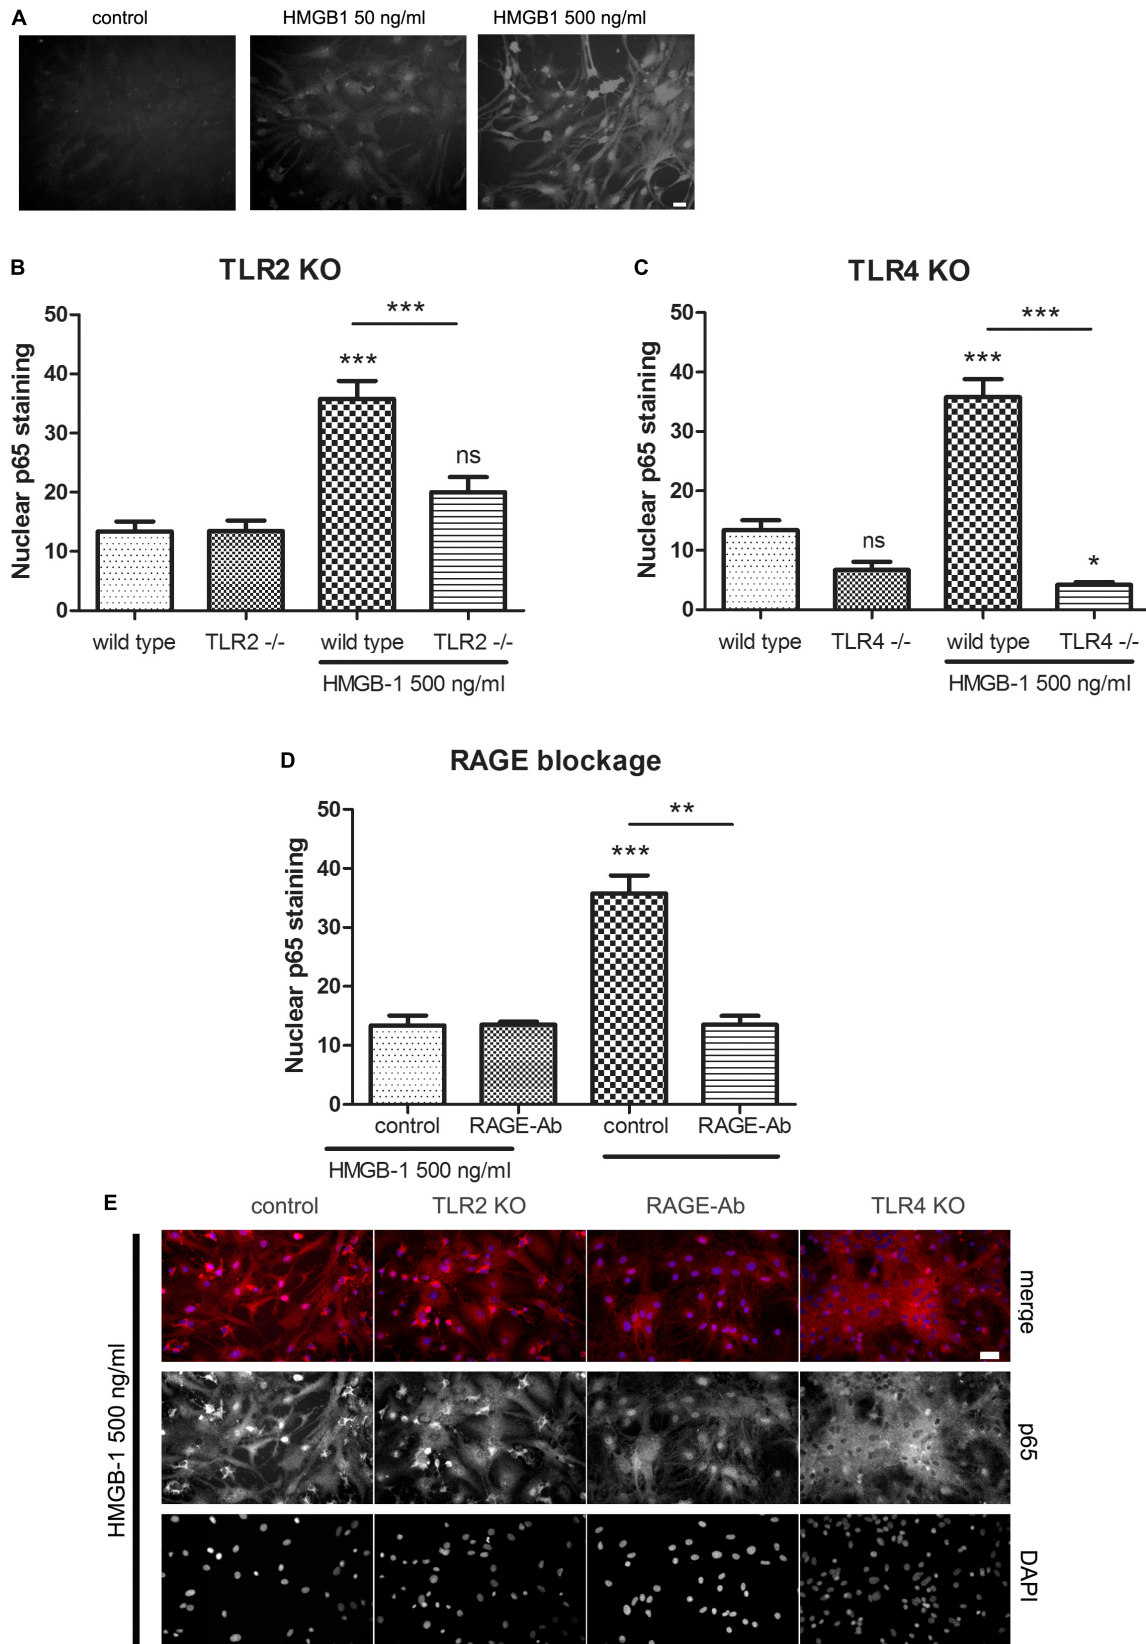 A
control HMGB1 50 ng/ml HMGB1 500 ng/ml
B
TLR2 KO
Nuclear p65 staining
50
40
30
20
10
0
***
***
ns
wild type TLR2 -/- wild type TLR2 -/-
HMGB-1 500 ng/ml
C
TLR4 KO
Nuclear p65 staining
50
40
30
20
10
0
***
***
ns
*
wild type TLR4 -/- wild type TLR4 -/-
HMGB-1 500 ng/ml
D
RAGE blockage
Nuclear p65 staining
50
40
30
20
10
0
**
***
control RAGE-Ab control RAGE-Ab
HMGB-1 500 ng/ml
E
control TLR2 KO RAGE-Ab TLR4 KO
HMGB-1 500 ng/ml
merge
p65
DAPI